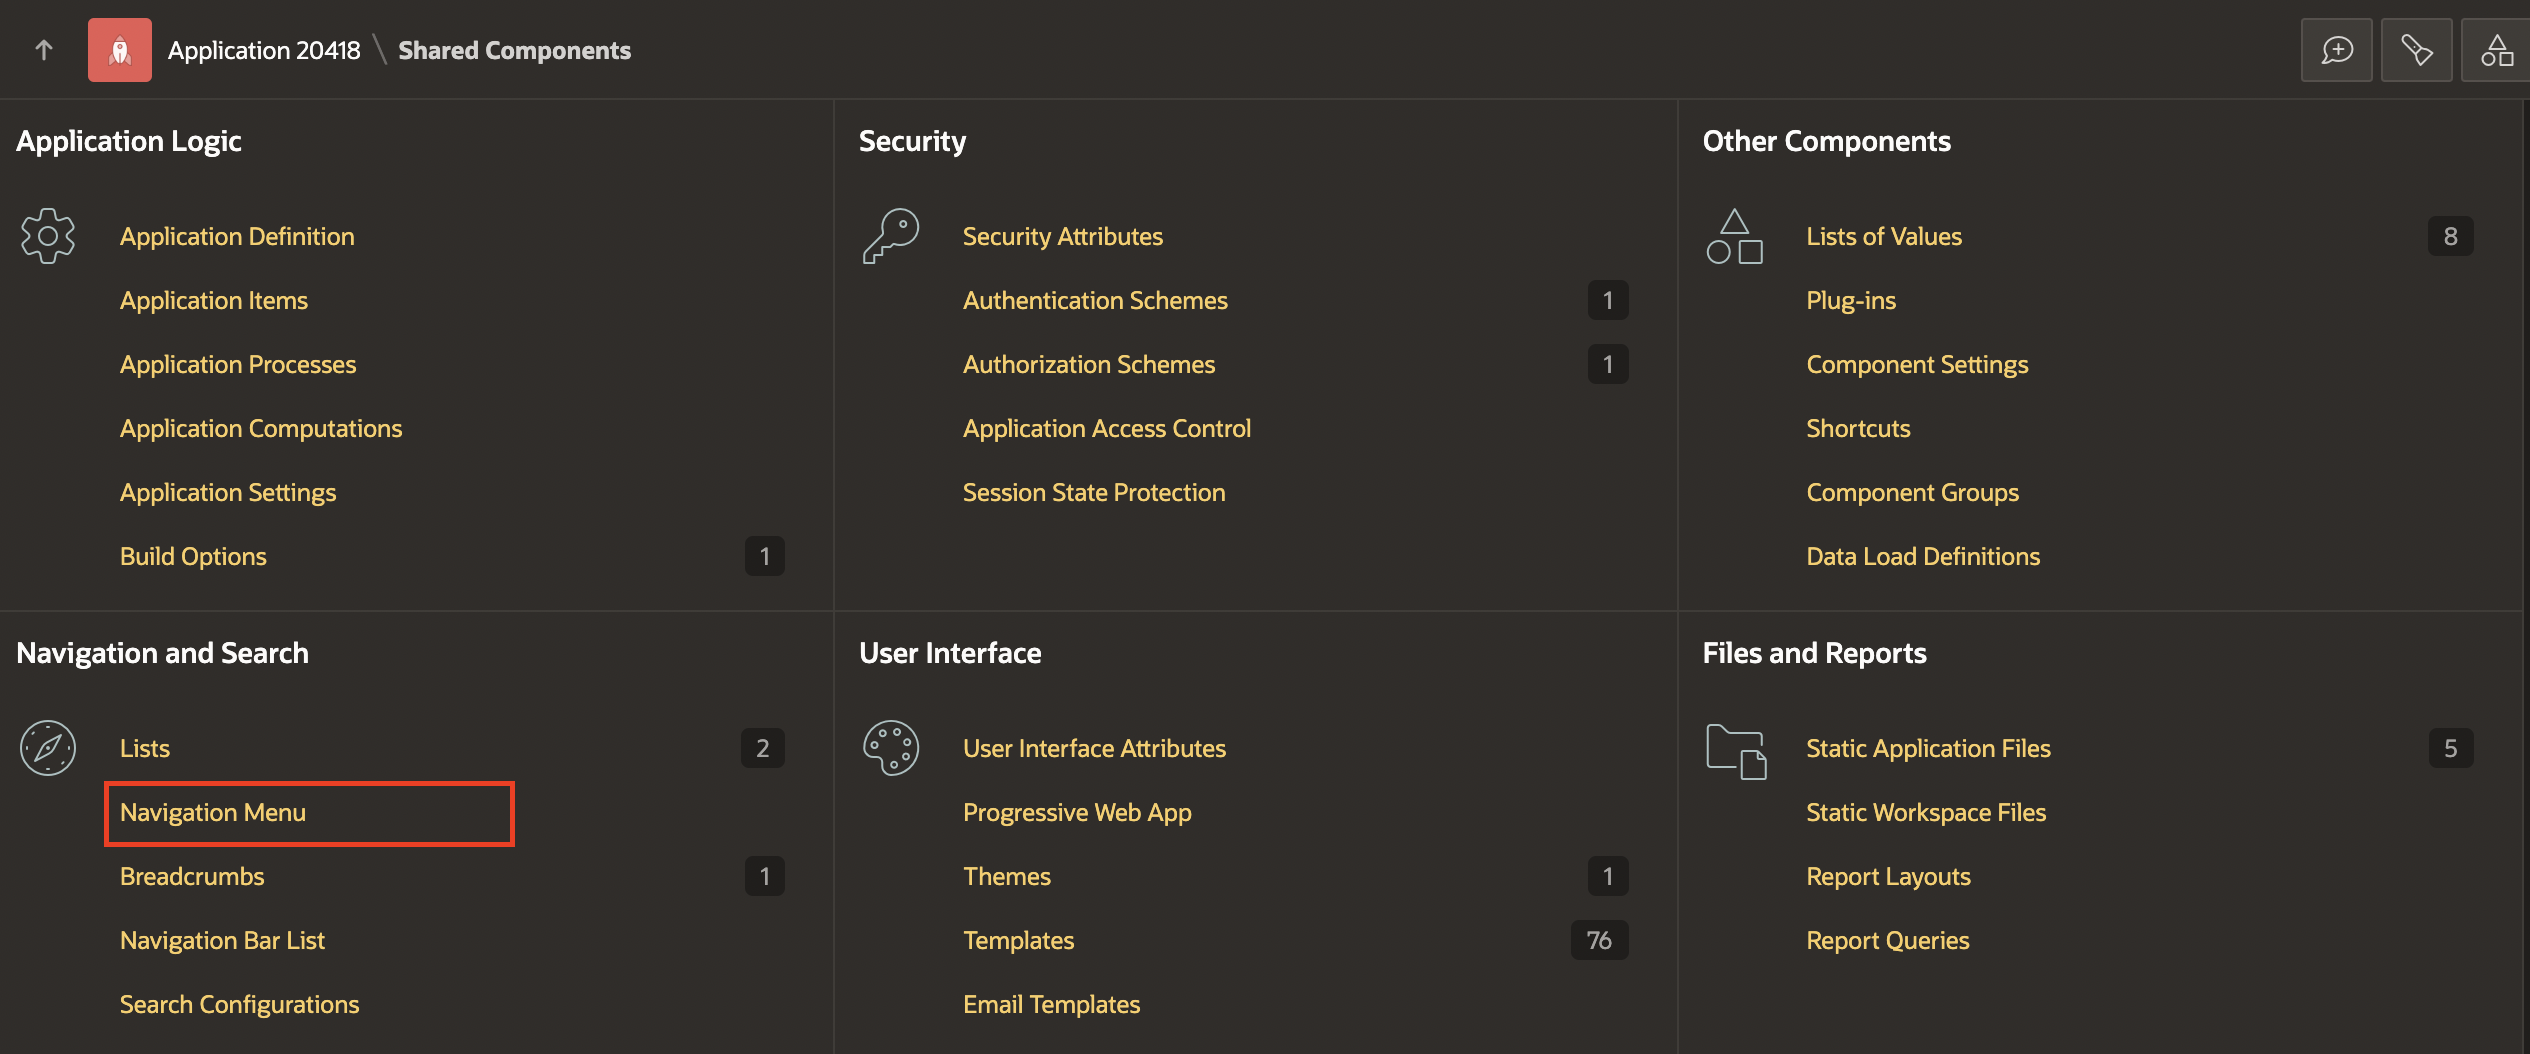 Application 20418 \ Shared Components
Application Logic
Application Definition
Application Items
Application Processes
Application Computations
Application Settings
Build Options 1
Security
Security Attributes
Authentication Schemes 1
Authorization Schemes 1
Application Access Control
Session State Protection
Other Components
Lists of Values 8
Plug-ins
Component Settings
Shortcuts
Component Groups
Data Load Definitions
Navigation and Search
Lists 2
Navigation Menu
Breadcrumbs 1
Navigation Bar List
Search Configurations
User Interface
User Interface Attributes
Progressive Web App
Themes 1
Templates 76
Email Templates
Files and Reports
Static Application Files 5
Static Workspace Files
Report Layouts
Report Queries